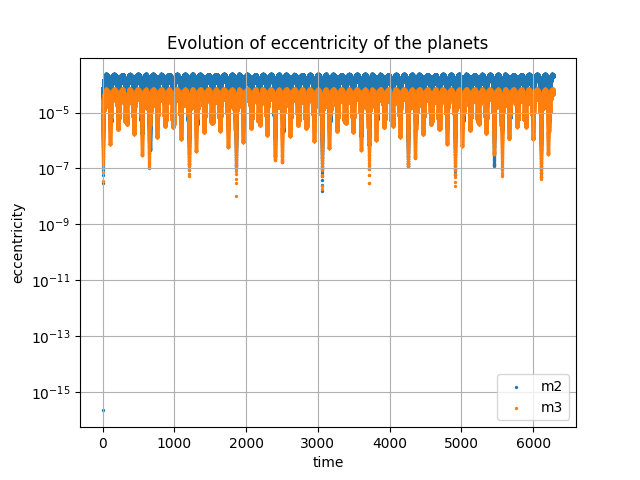 Evolution of eccentricity of the planets
eccentricity
10⁻⁵
10⁻⁷
10⁻⁹
10⁻¹¹
10⁻¹³
10⁻¹⁵
m2
m3
0 1000 2000 3000 4000 5000 6000
time